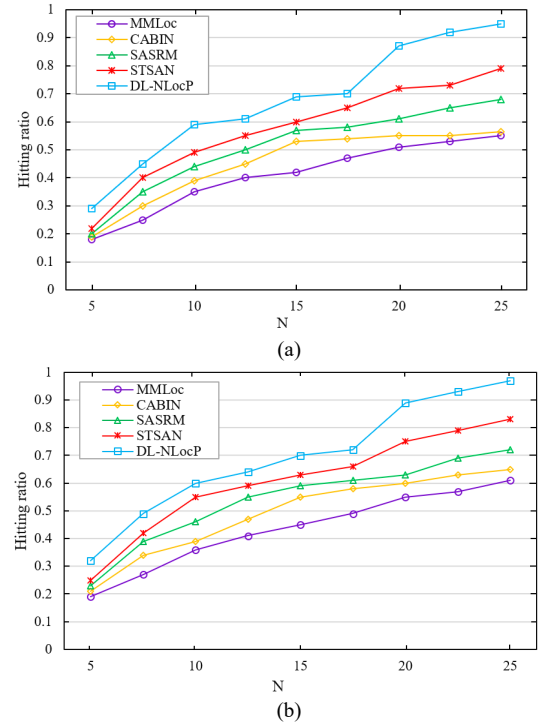 1
0.9
0.8
0.7
0.6
0.5
0.4
0.3
0.2
0.1
0
Hitting ratio
MMLoc
CABIN
SASRM
STSAN
DL-NLocP
5 10 15 20 25
N
(a)
1
0.9
0.8
0.7
0.6
0.5
0.4
0.3
0.2
0.1
0
Hitting ratio
MMLoc
CABIN
SASRM
STSAN
DL-NLocP
5 10 15 20 25
N
(b)